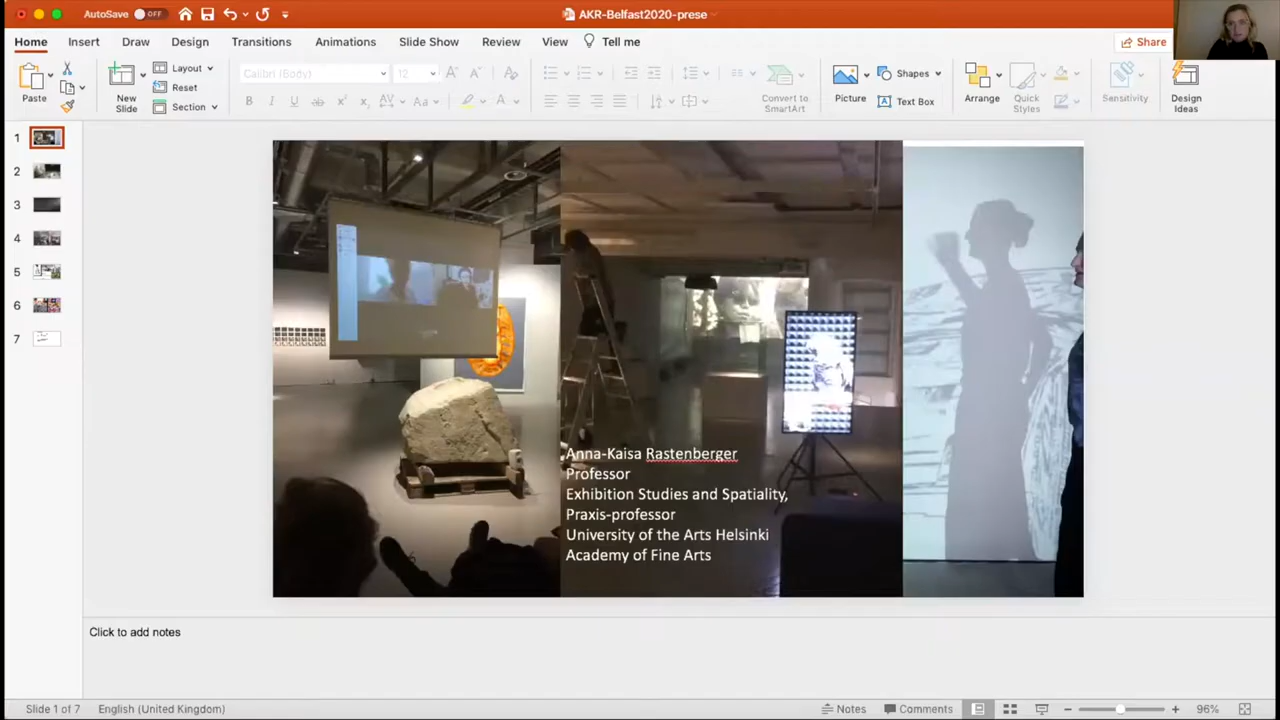 AutoSave OFF AKR-Belfast2020-prese
Home Insert Draw Design Transitions Animations Slide Show Review View Tell me Share
Paste
New
Slide
Layout
Reset
Section
Calibri (Body) 12
Convert to
SmartArt
Picture
Shapes
Text Box
Arrange
Quick
Styles
Sensitivity
Design
Ideas
1
2
3
4
5
6
7
Anna-Kaisa Rastenberger
Professor
Exhibition Studies and Spatiality,
Praxis-professor
University of the Arts Helsinki
Academy of Fine Arts
Click to add notes
Slide 1 of 7 English (United Kingdom) Notes Comments 96%